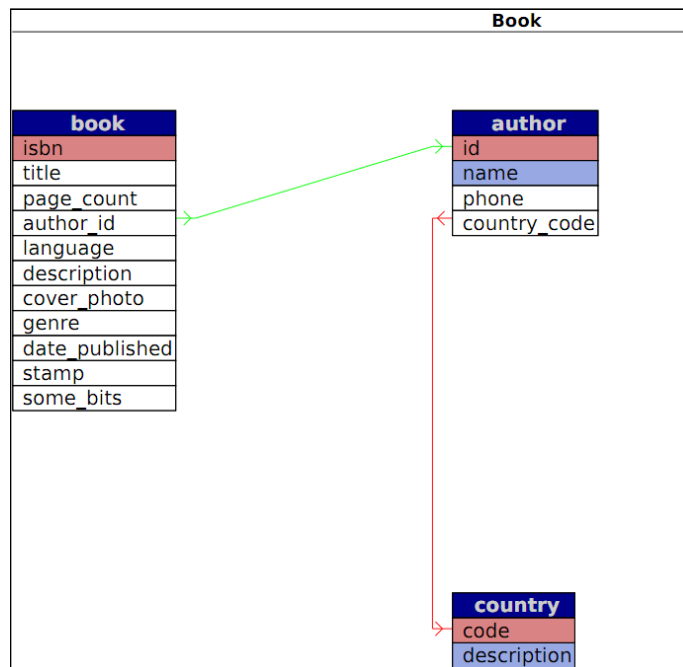 Book
book
isbn
title
page_count
author_id
language
description
cover_photo
genre
date_published
stamp
some_bits
author
id
name
phone
country_code
country
code
description